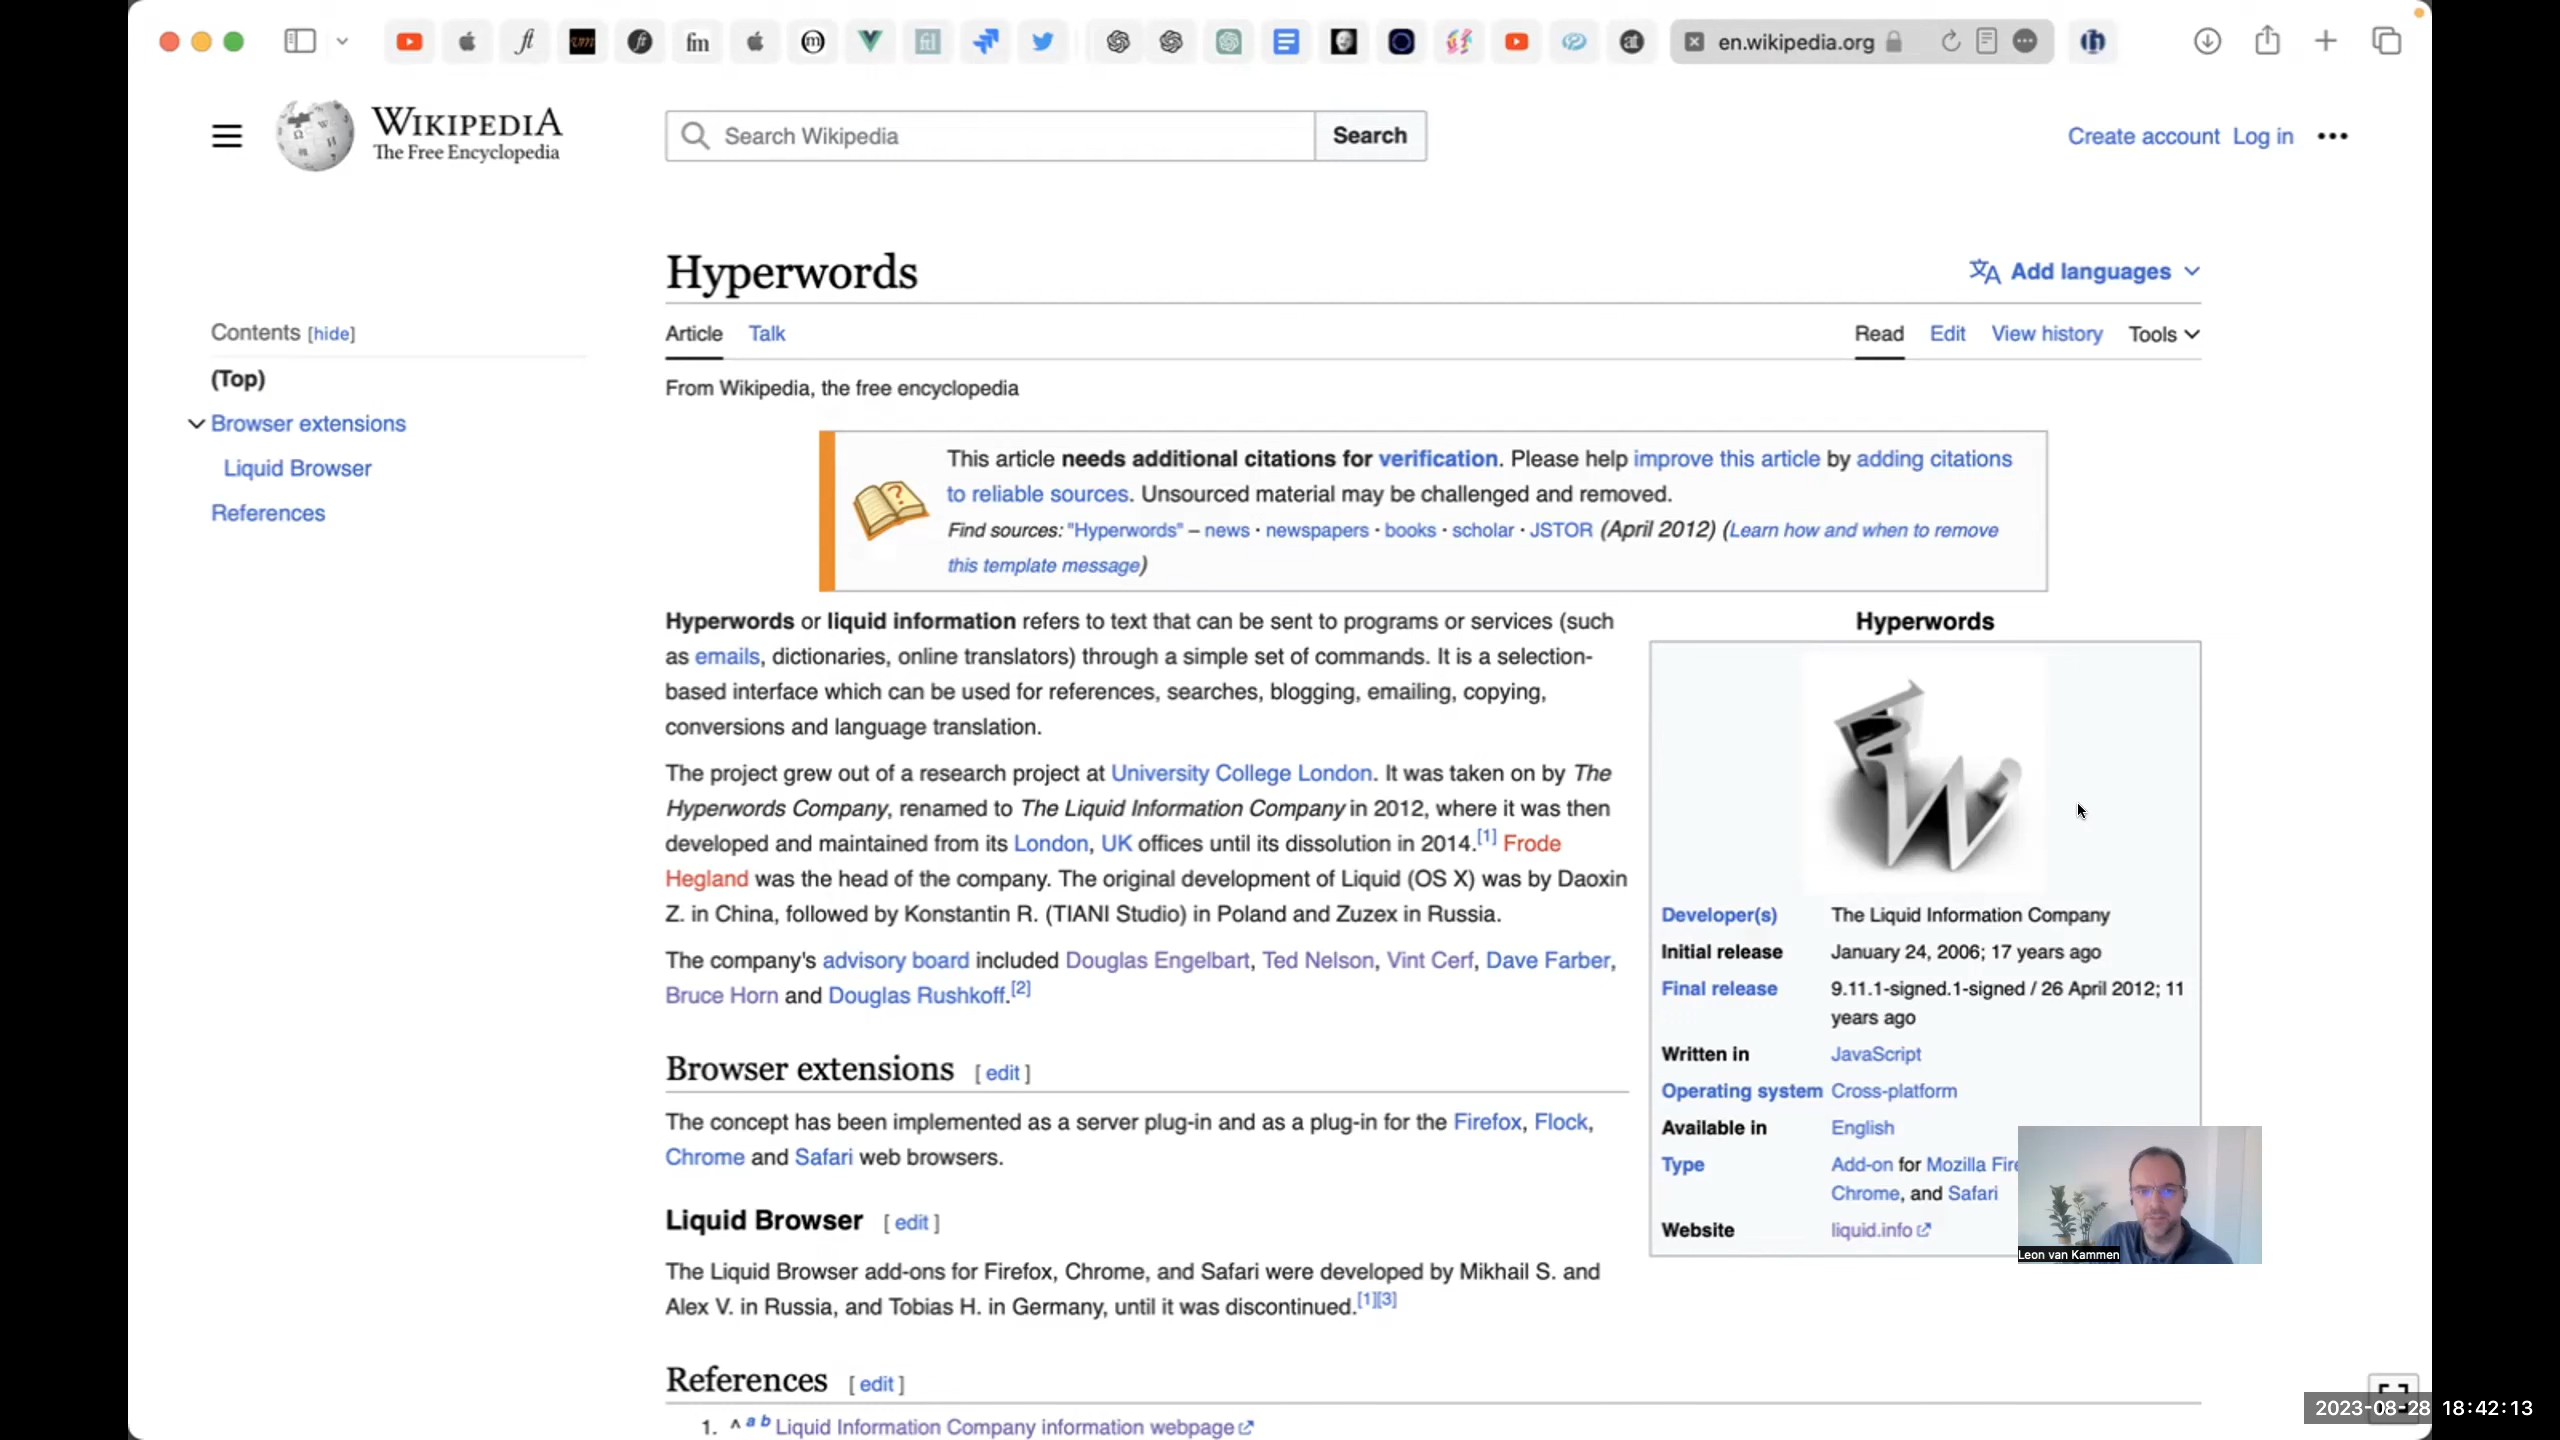 en.wikipedia.org
WIKIPEDIA
The Free Encyclopedia
Search Wikipedia
Search
Create account Log in
Hyperwords
Add languages
Contents [hide]
(Top)
Browser extensions
Liquid Browser
References
Article Talk
Read Edit View history Tools
From Wikipedia, the free encyclopedia
This article needs additional citations for verification. Please help improve this article by adding citations
to reliable sources. Unsourced material may be challenged and removed.
Find sources: "Hyperwords" – news · newspapers · books · scholar · JSTOR (April 2012) (Learn how and when to remove
this template message)
Hyperwords or liquid information refers to text that can be sent to programs or services (such
as emails, dictionaries, online translators) through a simple set of commands. It is a selection-
based interface which can be used for references, searches, blogging, emailing, copying,
conversions and language translation.
The project grew out of a research project at University College London. It was taken on by The
Hyperwords Company, renamed to The Liquid Information Company in 2012, where it was then
developed and maintained from its London, UK offices until its dissolution in 2014.[1] Frode
Hegland was the head of the company. The original development of Liquid (OS X) was by Daoxin
Z. in China, followed by Konstantin R. (TIANI Studio) in Poland and Zuzex in Russia.
The company's advisory board included Douglas Engelbart, Ted Nelson, Vint Cerf, Dave Farber,
Bruce Horn and Douglas Rushkoff.[2]
Browser extensions [ edit ]
The concept has been implemented as a server plug-in and as a plug-in for the Firefox, Flock,
Chrome and Safari web browsers.
Liquid Browser [ edit ]
The Liquid Browser add-ons for Firefox, Chrome, and Safari were developed by Mikhail S. and
Alex V. in Russia, and Tobias H. in Germany, until it was discontinued.[1][3]
References [ edit ]
1. ^ a b Liquid Information Company information webpage
Hyperwords
Developer(s) The Liquid Information Company
Initial release January 24, 2006; 17 years ago
Final release 9.11.1-signed.1-signed / 26 April 2012; 11
years ago
Written in JavaScript
Operating system Cross-platform
Available in English
Type Add-on for Mozilla Fire
Chrome, and Safari
Website liquid.info
Leon van Kammen
2023-08-28 18:42:13